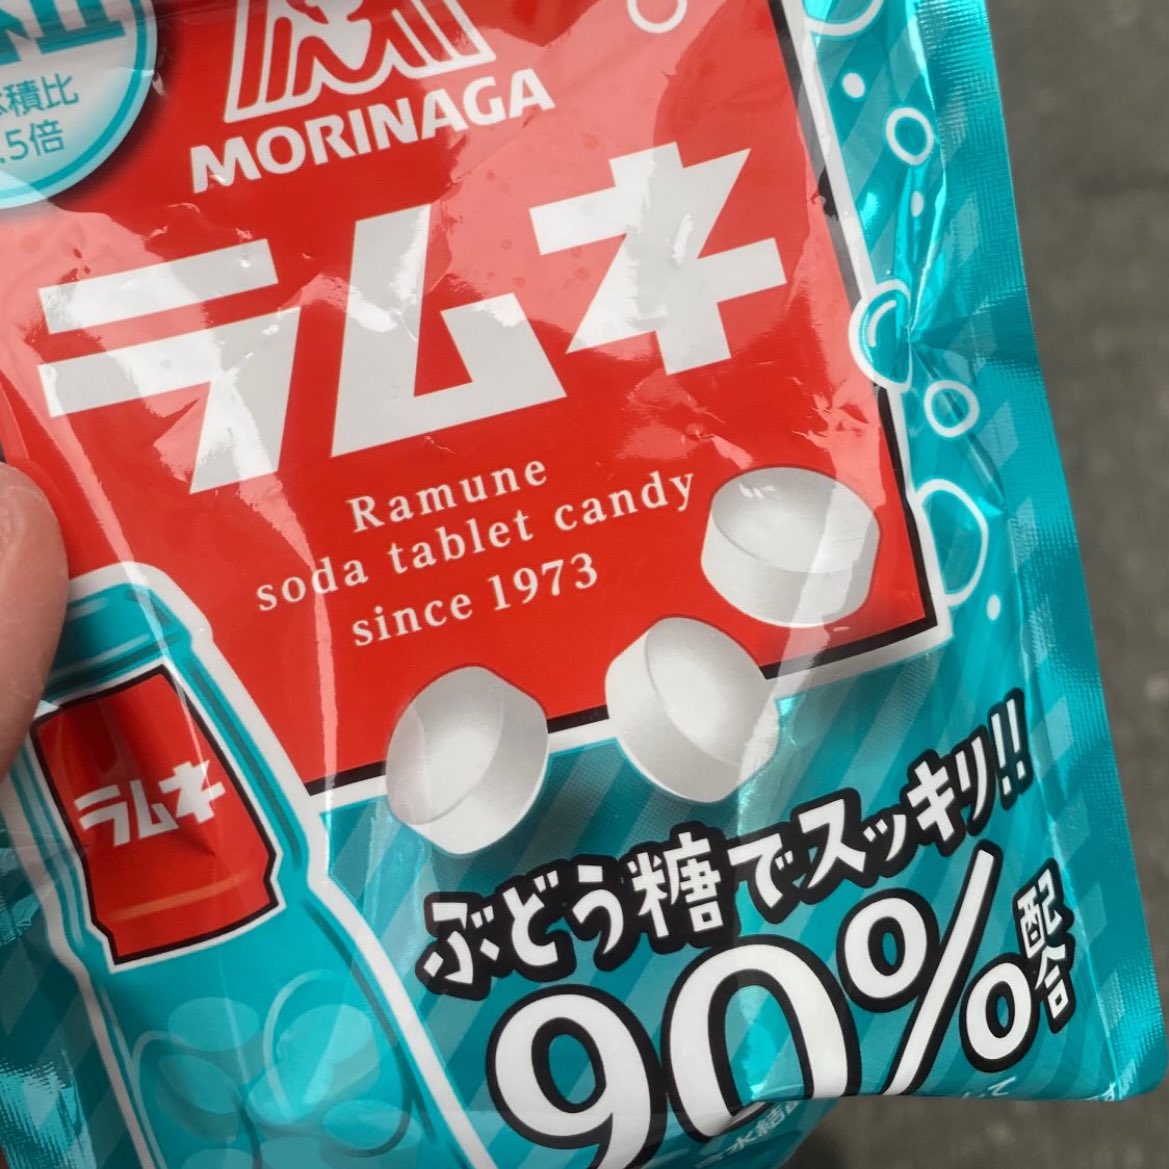 積比
.5倍
MORINAGA
ラムネ
Ramune
soda tablet candy
since 1973
ラムネ
ぶどう糖でスッキリ!!
90%配合